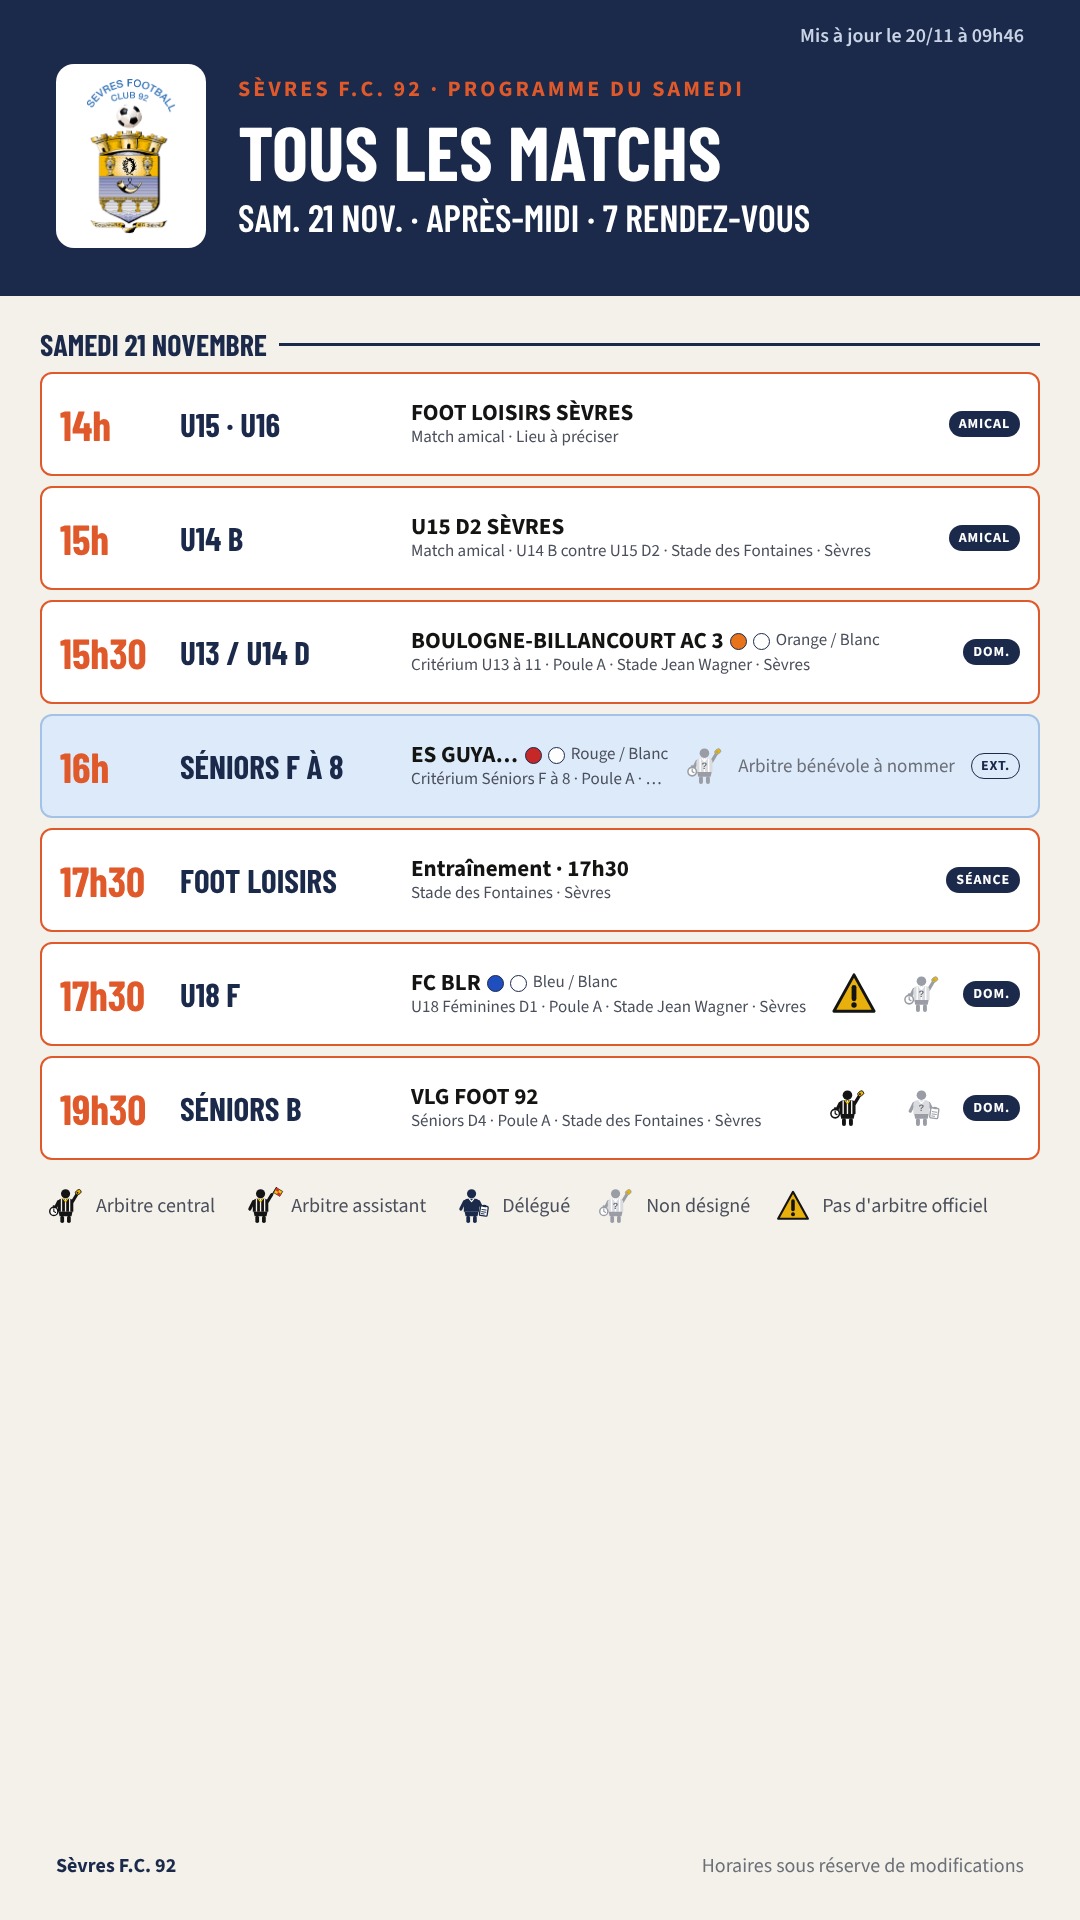 Mis à jour le 20/11 à 09h46
SEVRES FOOTBALL
CLUB 92
SÈVRES F.C. 92 · PROGRAMME DU SAMEDI
TOUS LES MATCHS
SAM. 21 NOV. · APRÈS-MIDI · 7 RENDEZ-VOUS
SAMEDI 21 NOVEMBRE
14h U15 · U16 FOOT LOISIRS SÈVRES AMICAL
Match amical · Lieu à préciser
15h U14 B U15 D2 SÈVRES AMICAL
Match amical · U14 B contre U15 D2 · Stade des Fontaines · Sèvres
15h30 U13 / U14 D BOULOGNE-BILLANCOURT AC 3 Orange / Blanc DOM.
Critérium U13 à 11 · Poule A · Stade Jean Wagner · Sèvres
16h SÉNIORS F À 8 ES GUYA... Rouge / Blanc ? Arbitre bénévole à nommer EXT.
Critérium Séniors F à 8 · Poule A · ...
17h30 FOOT LOISIRS Entraînement · 17h30 SÉANCE
Stade des Fontaines · Sèvres
17h30 U18 F FC BLR Bleu / Blanc ? DOM.
U18 Féminines D1 · Poule A · Stade Jean Wagner · Sèvres
19h30 SÉNIORS B VLG FOOT 92 ? DOM.
Séniors D4 · Poule A · Stade des Fontaines · Sèvres
Arbitre central Arbitre assistant Délégué ? Non désigné Pas d'arbitre officiel
Sèvres F.C. 92 Horaires sous réserve de modifications